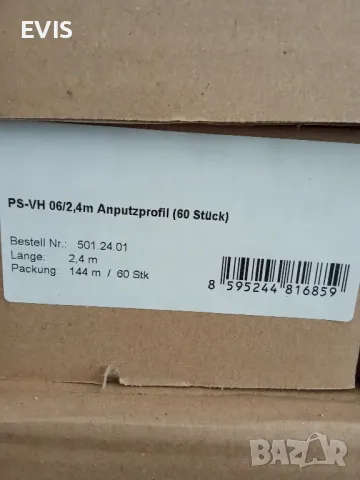 EVIS
PS-VH 06/2,4m Anputzprofil (60 Stück)
Bestell Nr.: 501.24.01
Länge: 2,4 m
Packung: 144 m / 60 Stk
8 595244 816859
BAZAR